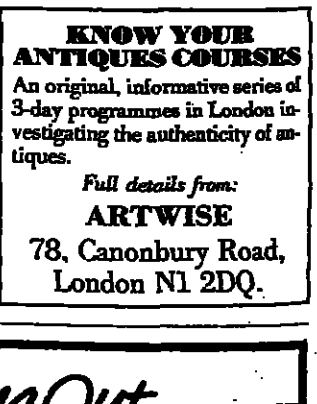 KNOW YOUR
ANTIQUES COURSES
An original, informative series of
3-day programmes in London in-
vestigating the authenticity of an-
tiques.
Full details from:
ARTWISE
78, Canonbury Road,
London N1 2DQ.